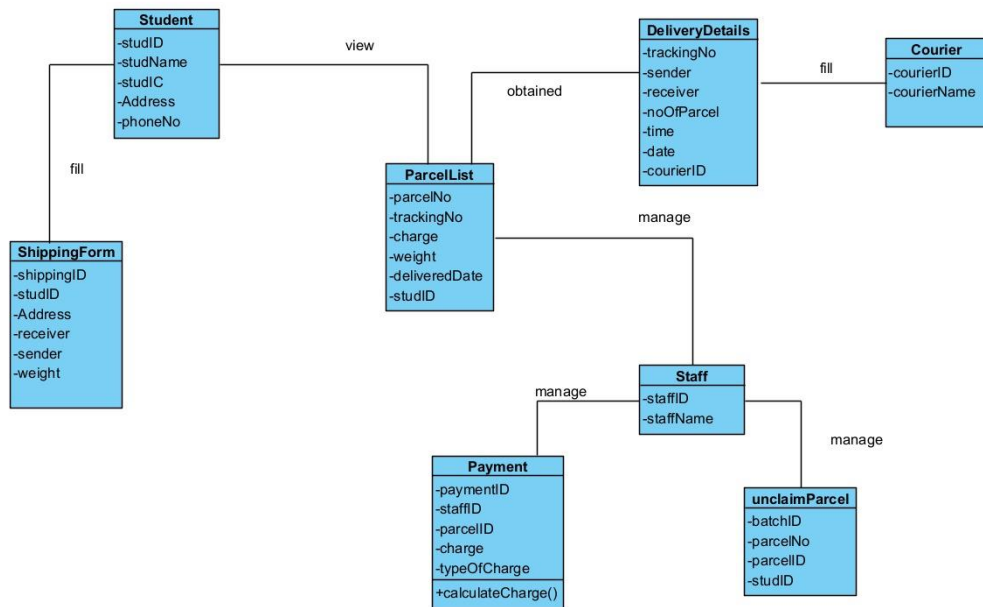 Student
-studID
-studName
-studIC
-Address
-phoneNo
view
DeliveryDetails
-trackingNo
-sender
-receiver
-noOfParcel
-time
-date
-courierID
fill
Courier
-courierID
-courierName
obtained
fill
ParcelList
-parcelNo
-trackingNo
-charge
-weight
-deliveredDate
-studID
manage
ShippingForm
-shippingID
-studID
-Address
-receiver
-sender
-weight
Staff
-staffID
-staffName
manage
manage
Payment
-paymentID
-staffID
-parcelID
-charge
-typeOfCharge
+calculateCharge()
unclaimParcel
-batchID
-parcelNo
-parcelID
-studID